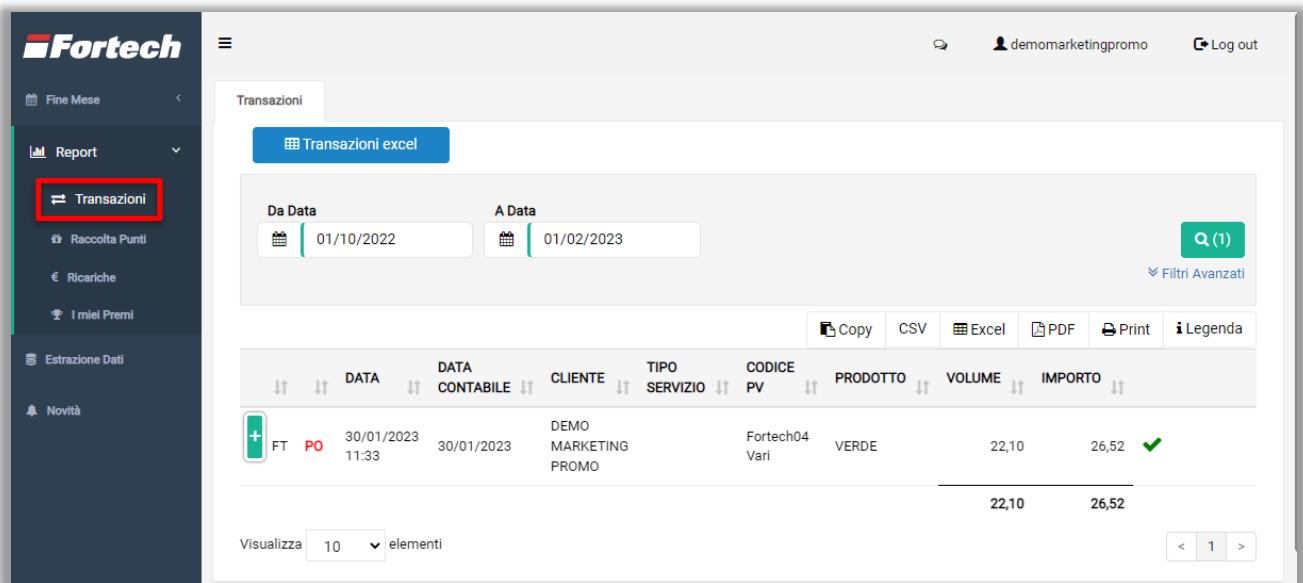 Fortech
demomarketingpromo
Log out
Fine Mese
Transazioni
Transazioni excel
Report
Transazioni
Da Data
A Data
Raccolta Punti
01/10/2022
01/02/2023
(1)
Ricariche
Filtri Avanzati
I miei Premi
Copy
CSV
Excel
PDF
Print
Legenda
Estrazione Dati
DATA
DATA CONTABILE
CLIENTE
TIPO SERVIZIO
CODICE PV
PRODOTTO
VOLUME
IMPORTO
Novità
+
FT
PO
30/01/2023
11:33
30/01/2023
DEMO
MARKETING
PROMO
Fortech04
Vari
VERDE
22,10
26,52
22,10
26,52
Visualizza 10 elementi
< 1 >